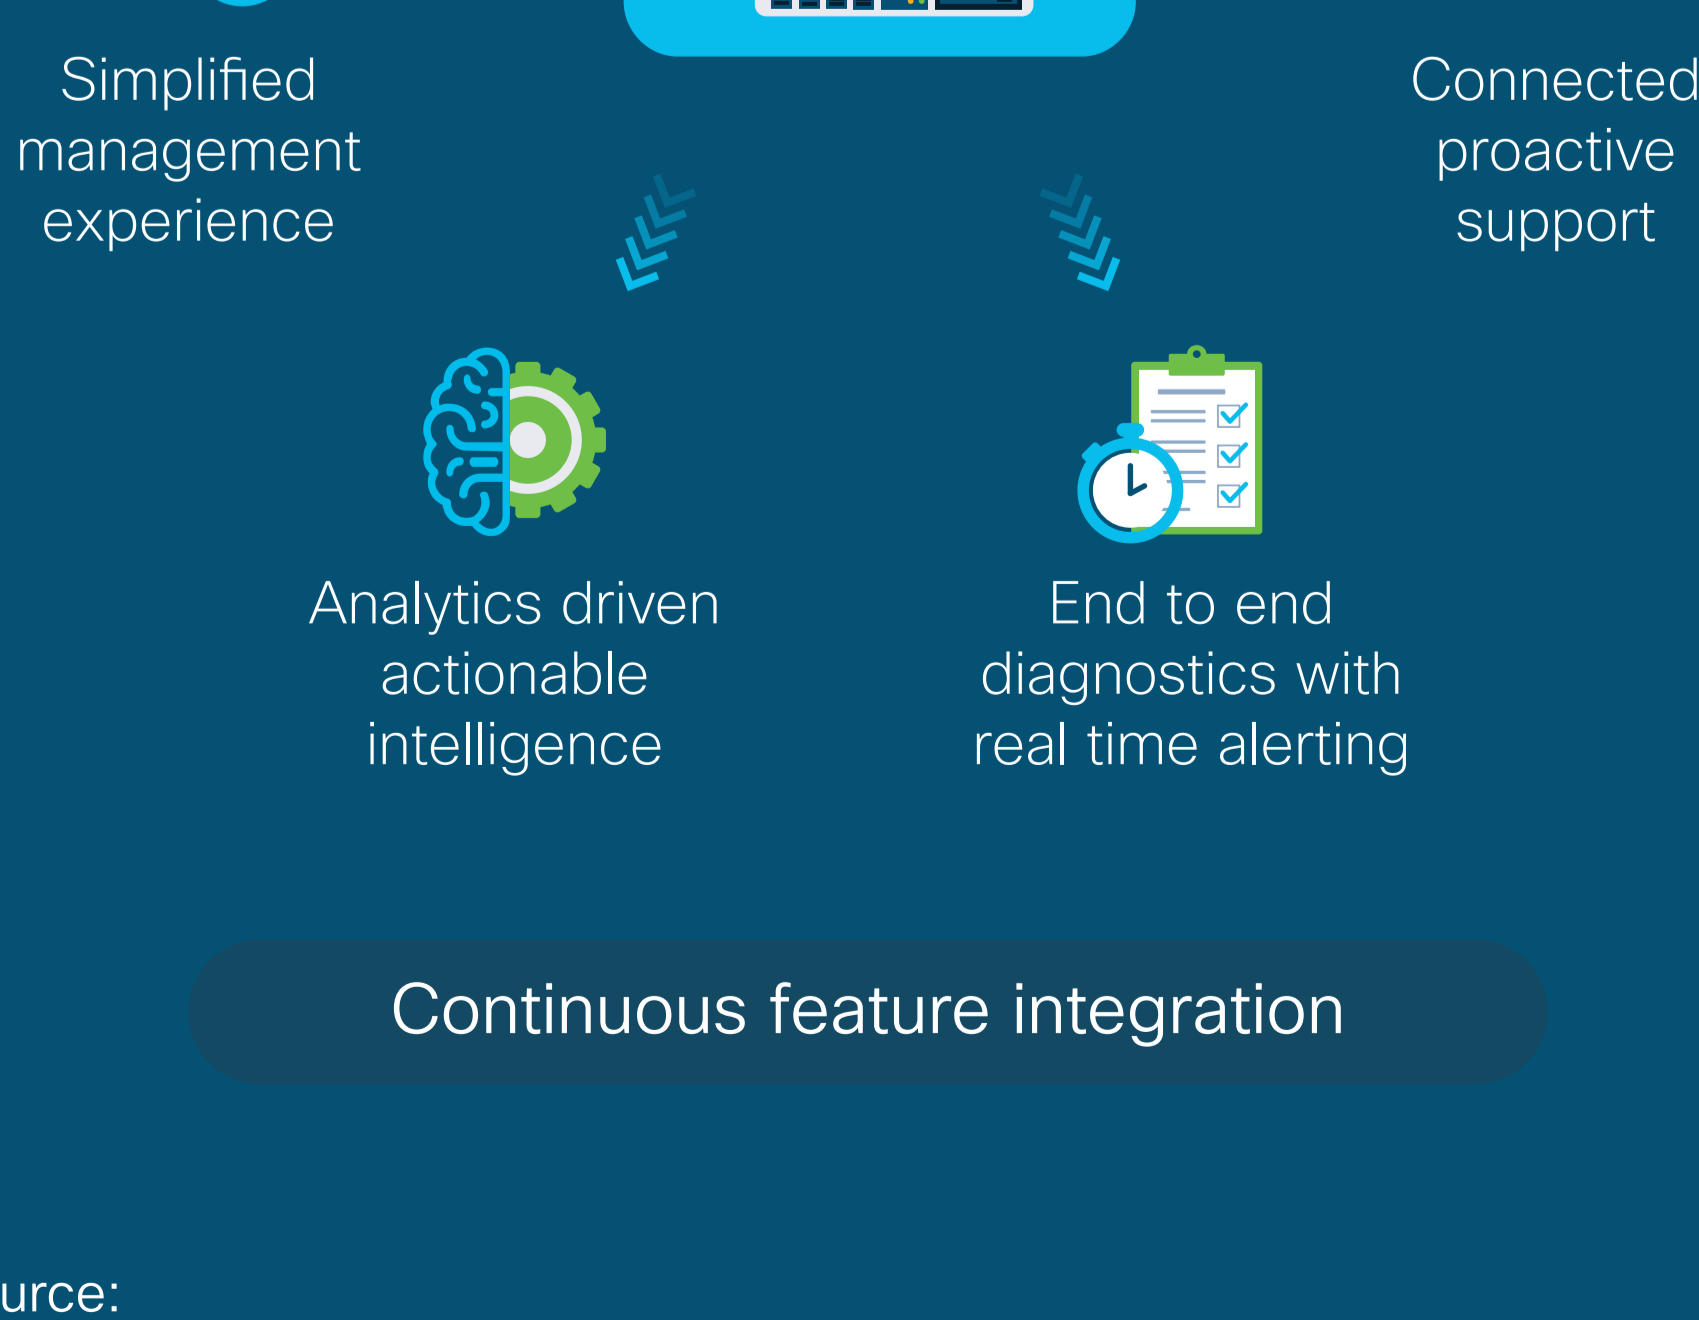 Simplified
management
experience
Connected
proactive
support
Analytics driven
actionable
intelligence
End to end
diagnostics with
real time alerting
Continuous feature integration
urce: